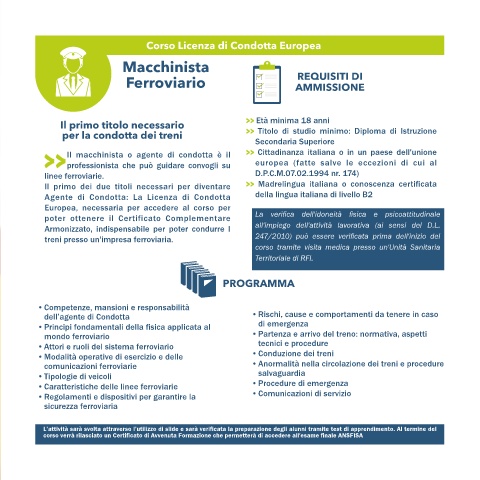 Corso Licenza di Condotta Europea
Macchinista
Ferroviario
Il primo titolo necessario
per la condotta dei treni
>> Il macchinista o agente di condotta è il
professionista che può guidare convogli su
linee ferroviarie.
Il primo dei due titoli necessari per diventare
Agente di Condotta: La Licenza di Condotta
Europea, necessaria per accedere al corso per
poter ottenere il Certificato Complementare
Armonizzato, indispensabile per poter condurre I
treni presso un'impresa ferroviaria.
REQUISITI DI
AMMISSIONE
>> Età minima 18 anni
>> Titolo di studio minimo: Diploma di Istruzione
Secondaria Superiore
>> Cittadinanza italiana o in un paese dell'unione
europea (fatte salve le eccezioni di cui al
D.P.C.M.07.02.1994 nr. 174)
>> Madrelingua italiana o conoscenza certificata
della lingua italiana di livello B2
La verifica dell'idoneità fisica e psicoattitudinale
all'impiego dell'attività lavorativa (ai sensi del D.L.
247/2010) può essere verificata prima dell'inizio del
corso tramite visita medica presso un'Unità Sanitaria
Territoriale di RFI.
PROGRAMMA
• Competenze, mansioni e responsabilità
dell'agente di Condotta
• Principi fondamentali della fisica applicata al
mondo ferroviario
• Attori e ruoli del sistema ferroviario
• Modalità operative di esercizio e delle
comunicazioni ferroviarie
• Tipologie di veicoli
• Caratteristiche delle linee ferroviarie
• Regolamenti e dispositivi per garantire la
sicurezza ferroviaria
• Rischi, cause e comportamenti da tenere in caso
di emergenza
• Partenza e arrivo del treno: normativa, aspetti
tecnici e procedure
• Conduzione dei treni
• Anormalità nella circolazione dei treni e procedure
salvaguardia
• Procedure di emergenza
• Comunicazioni di servizio
L'attività sarà svolta attraverso l'utilizzo di slide e sarà verificata la preparazione degli alunni tramite test di apprendimento. Al termine del
corso verrà rilasciato un Certificato di Avvenuta Formazione che permetterà di accedere all'esame finale ANSFISA